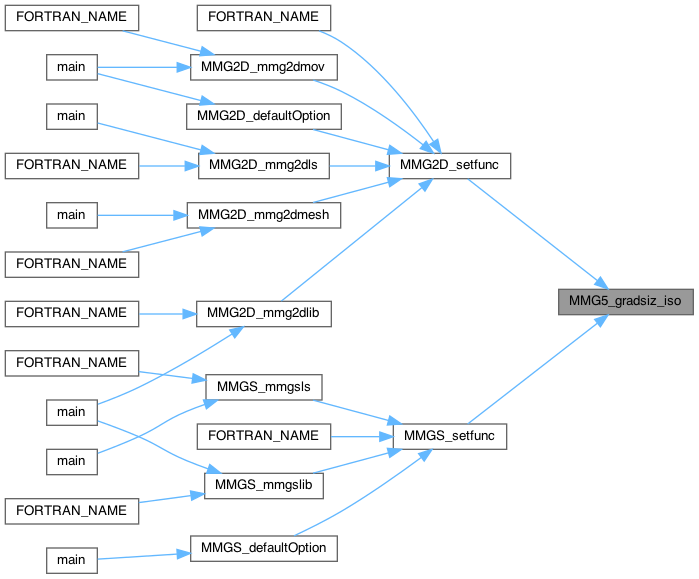 FORTRAN_NAME
FORTRAN_NAME
main
MMG2D_mmg2dmov
main
MMG2D_defaultOption
FORTRAN_NAME
MMG2D_mmg2dls
MMG2D_setfunc
main
MMG2D_mmg2dmesh
FORTRAN_NAME
MMG5_gradsiz_iso
FORTRAN_NAME
MMG2D_mmg2dlib
FORTRAN_NAME
MMGS_mmgsls
main
FORTRAN_NAME
MMGS_setfunc
main
MMGS_mmgslib
FORTRAN_NAME
MMGS_defaultOption
main